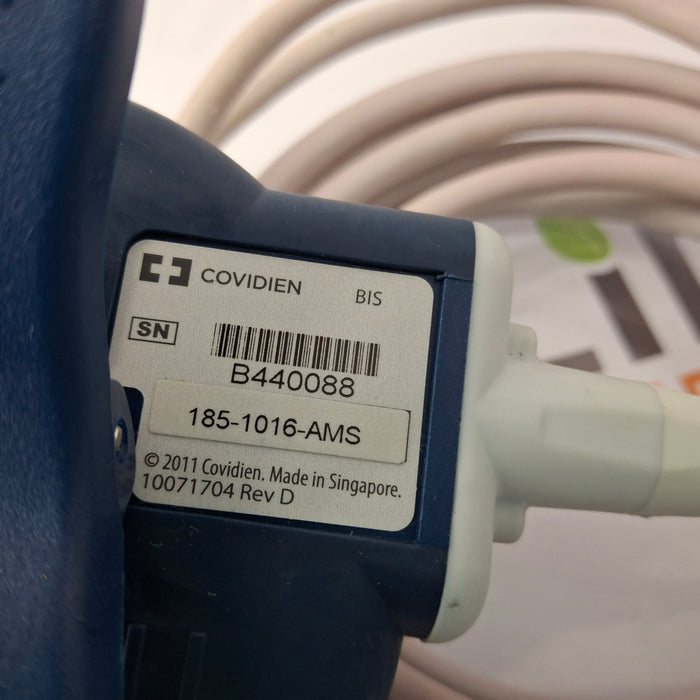 COVIDIEN
BIS
SN
B440088
185-1016-AMS
© 2011 Covidien. Made in Singapore.
10071704 Rev D